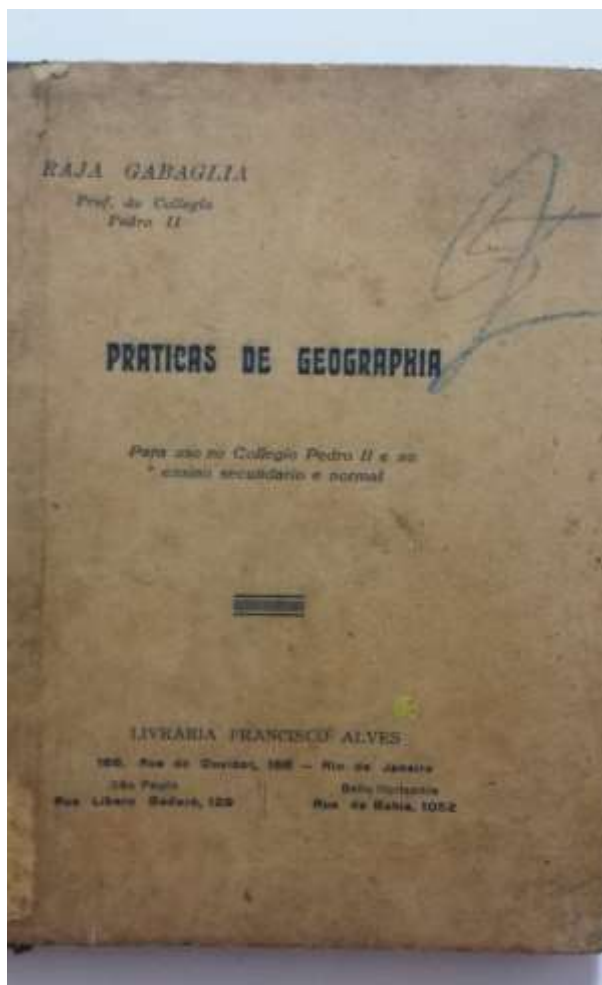 RAJA GABAGLIA
Prof. do Collegio
Pedro II
PRATICAS DE GEOGRAPHIA
Para uso no Collegio Pedro II e no
ensino secundario e normal
LIVRARIA FRANCISCO ALVES
166, Rua do Ouvidor, 166 — Rio de Janeiro
São Paulo
Bello Horizonte
Rua Libero Badaró, 129
Rua da Bahia, 1052